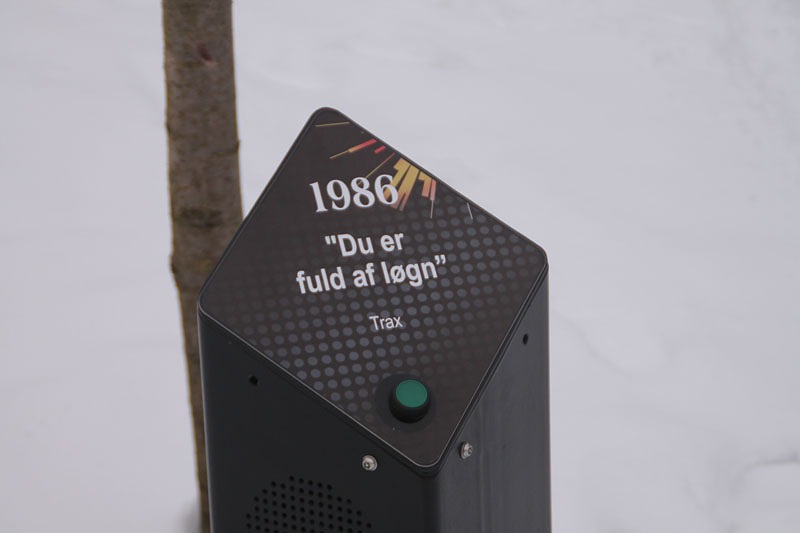 1986
"Du er
fuld af løgn”
Trax